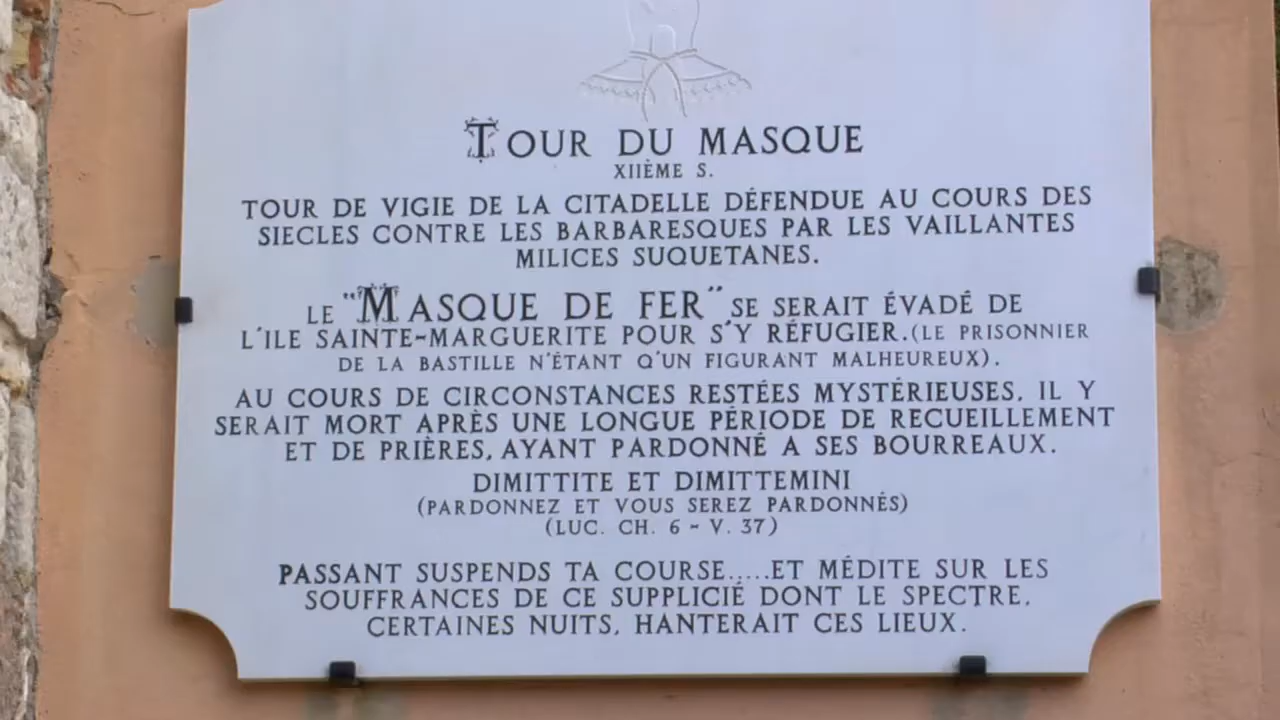 TOUR DU MASQUE
XIIÈME S.
TOUR DE VIGIE DE LA CITADELLE DÉFENDUE AU COURS DES
SIECLES CONTRE LES BARBARESQUES PAR LES VAILLANTES
MILICES SUQUETANES.
LE "MASQUE DE FER" SE SERAIT ÉVADÉ DE
L'ILE SAINTE-MARGUERITE POUR S'Y RÉFUGIER.(LE PRISONNIER
DE LA BASTILLE N'ÉTANT Q'UN FIGURANT MALHEUREUX).
AU COURS DE CIRCONSTANCES RESTÉES MYSTÉRIEUSES, IL Y
SERAIT MORT APRÈS UNE LONGUE PÉRIODE DE RECUEILLEMENT
ET DE PRIÈRES, AYANT PARDONNÉ A SES BOURREAUX.
DIMITTITE ET DIMITTEMINI
(PARDONNEZ ET VOUS SEREZ PARDONNÉS)
(LUC. CH. 6 - V. 37)
PASSANT SUSPENDS TA COURSE.....ET MÉDITE SUR LES
SOUFFRANCES DE CE SUPPLICIÉ DONT LE SPECTRE,
CERTAINES NUITS, HANTERAIT CES LIEUX.